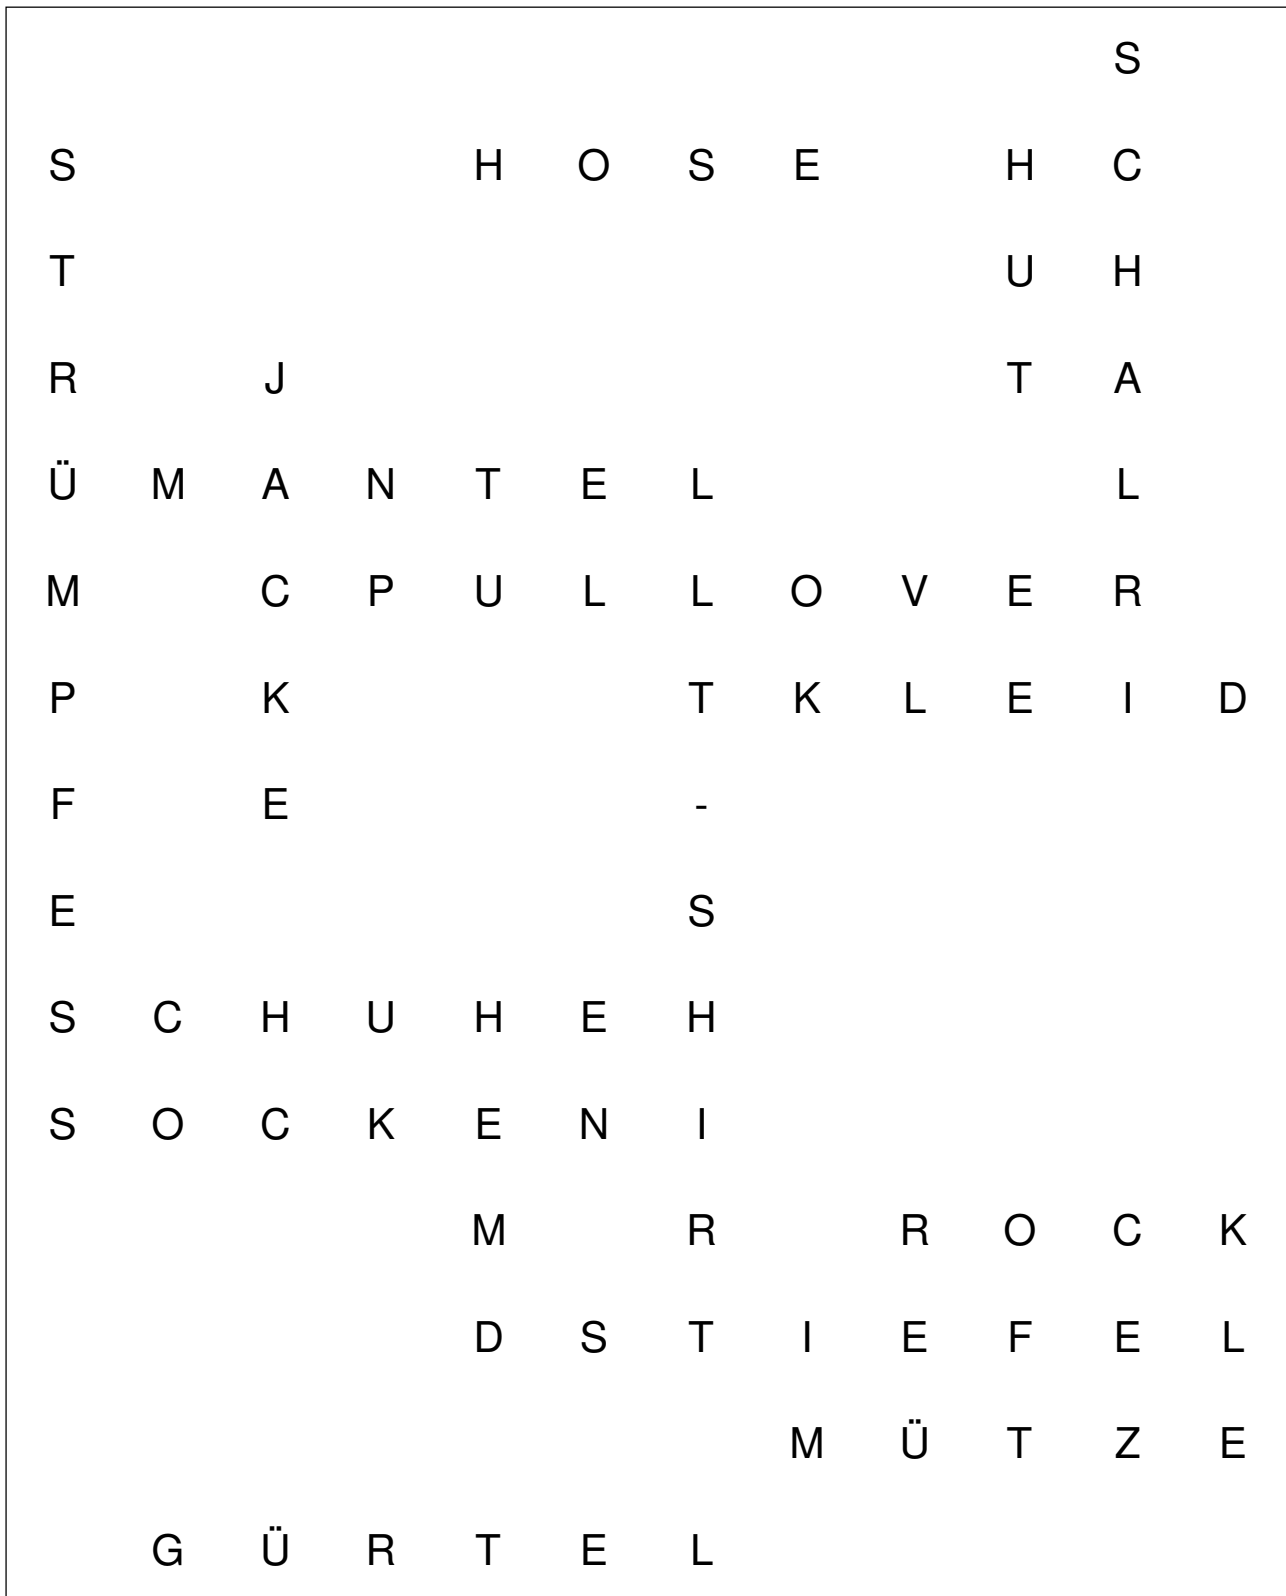 S
S H O S E H C
T U H
R J T A
Ü M A N T E L L
M C P U L L O V E R
P K T K L E I D
F E -
E S
S C H U H E H
S O C K E N I
M R R O C K
D S T I E F E L
M Ü T Z E
G Ü R T E L